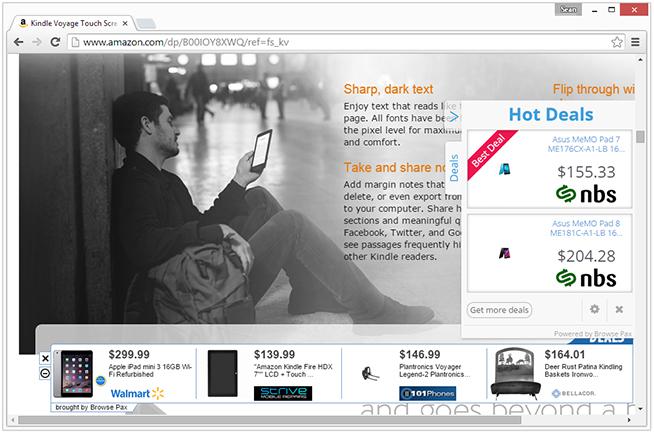 Sean
Kindle Voyage Touch Scre
www.amazon.com/dp/B00IOY8XWQ/ref=fs_kv
Sharp, dark text
Enjoy text that reads like
page. All fonts have been
the pixel level for maximum
and comfort.
Take and share no
Add margin notes that
delete, or even export from
to your computer. Share h
sections and meaningful q
Facebook, Twitter, and Goo
see passages frequently hi
other Kindle readers.
Flip through wi
Deals
Hot Deals
Best Deal
Asus MeMO Pad 7
ME176CX-A1-LB 16...
$155.33
nbs
Asus MeMO Pad 8
ME181C-A1-LB 16...
$204.28
nbs
Get more deals
Powered by Browse Pax
DEALS
$299.99
Apple iPad mini 3 16GB Wi-
Fi Refurbished
Walmart
$139.99
"Amazon Kindle Fire HDX
7"" LCD + Touch ...
STRIVE
MOBILE REPAIRING
$146.99
Plantronics Voyager
Legend-2 Plantronics...
101Phones
$164.01
Deer Rust Patina Kindling
Baskets Ironwo...
BELLACOR.
brought by Browse Pax
and goes beyond a